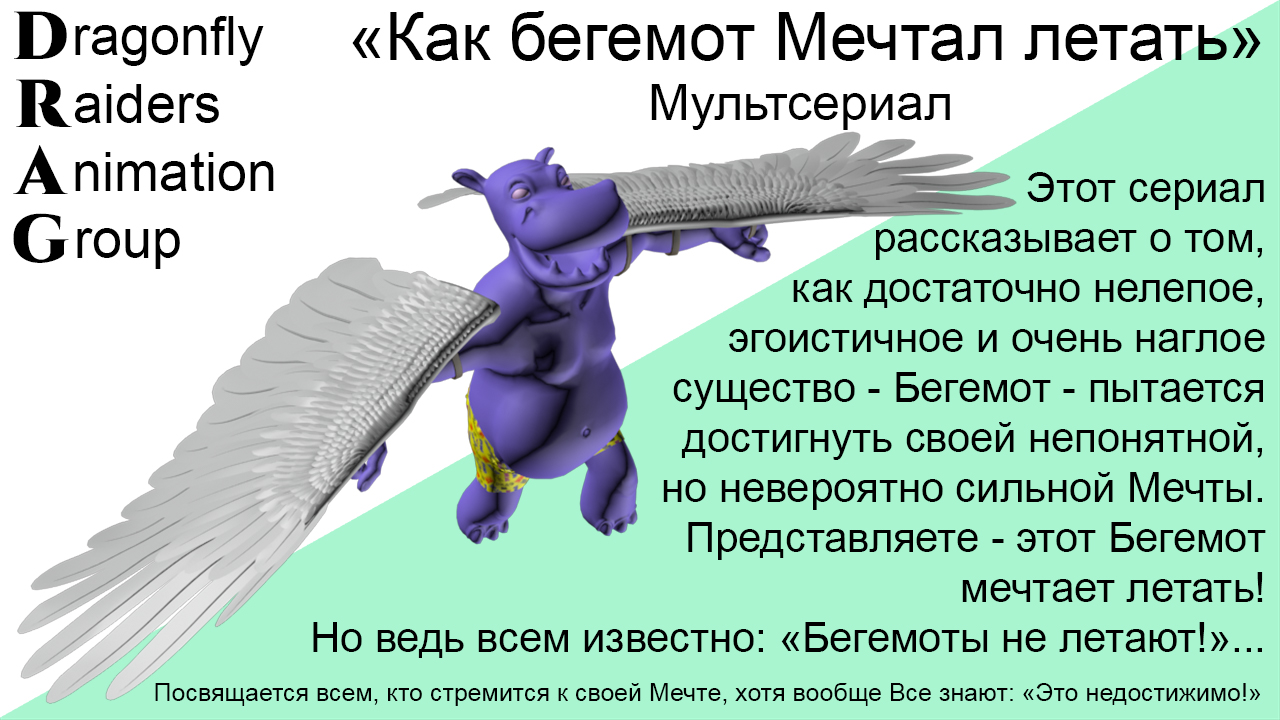 Dragonfly
Raiders
Animation
Group
«Как бегемот Мечтал летать»
Мультсериал
Этот сериал
рассказывает о том,
как достаточно нелепое,
эгоистичное и очень наглое
существо - Бегемот - пытается
достигнуть своей непонятной,
но невероятно сильной Мечты.
Представляете - этот Бегемот
мечтает летать!
Но ведь всем известно: «Бегемоты не летают!»...
Посвящается всем, кто стремится к своей Мечте, хотя вообще Все знают: «Это недостижимо!»